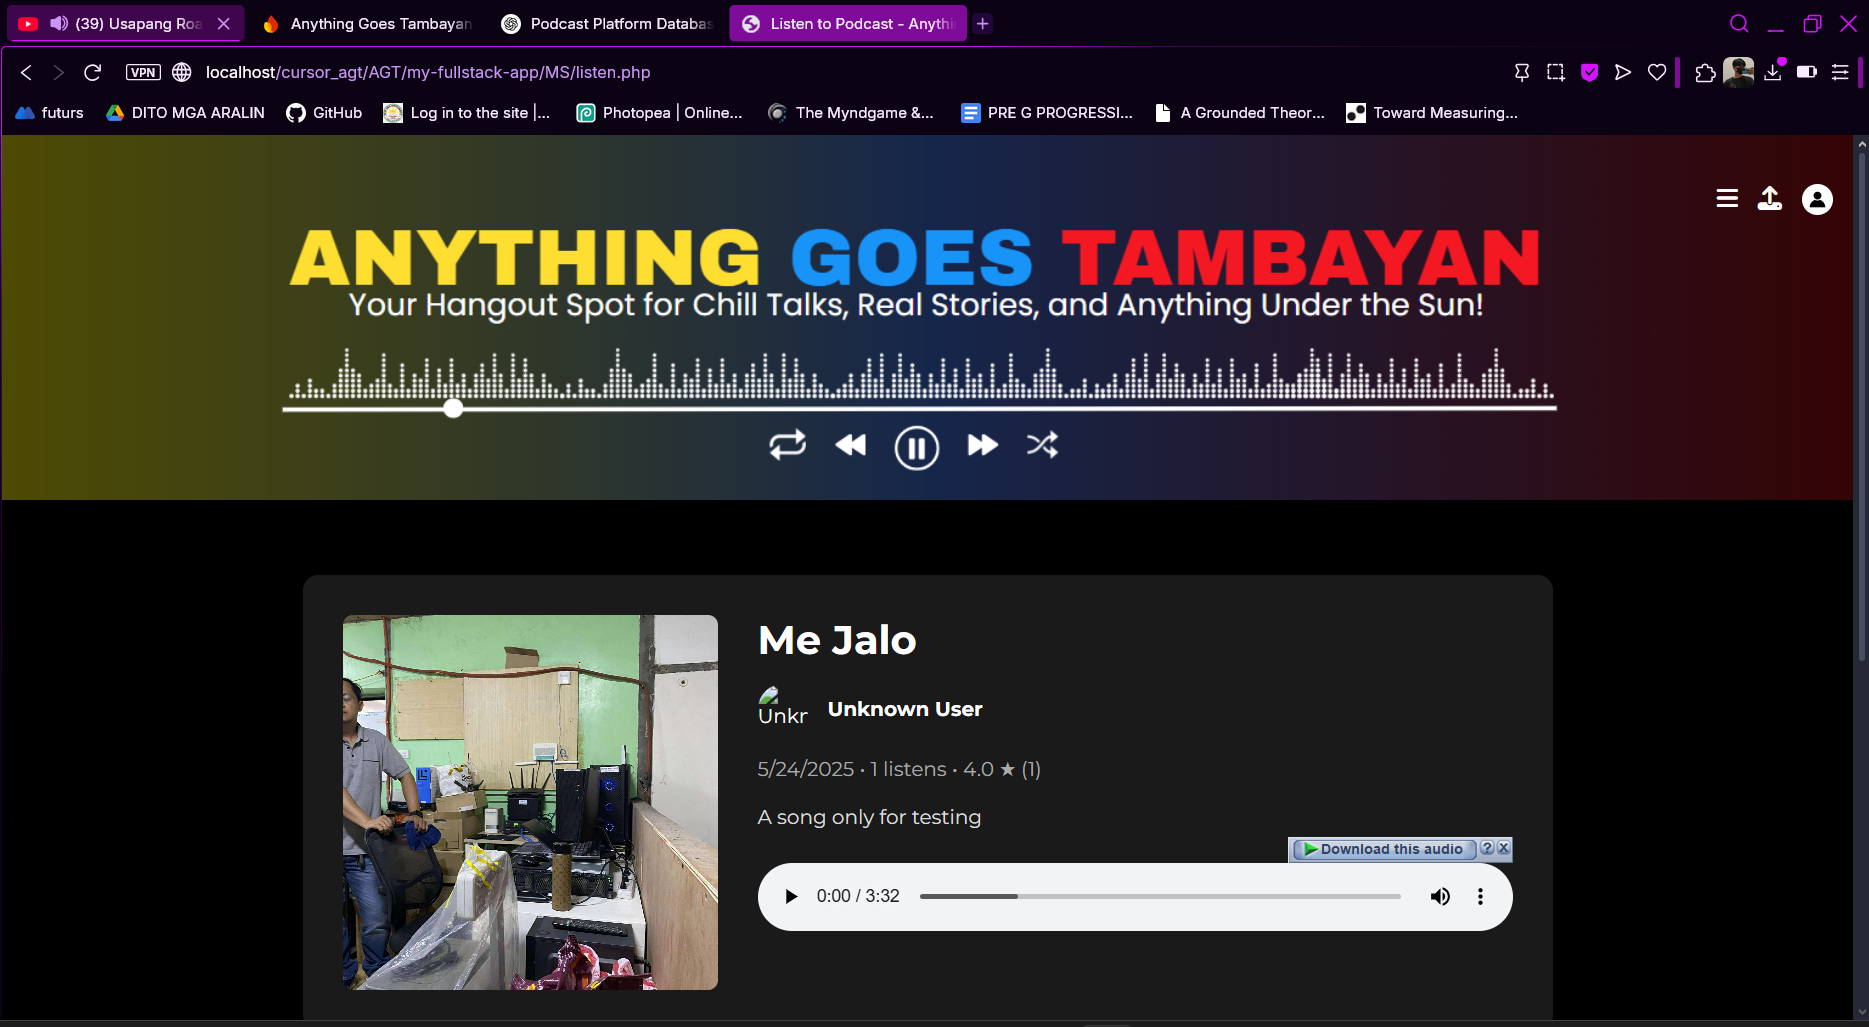 (39) Usapang Roa
Anything Goes Tambayan
Podcast Platform Databas
Listen to Podcast - Anythi
VPN
localhost/cursor_agt/AGT/my-fullstack-app/MS/listen.php
futurs
DITO MGA ARALIN
GitHub
Log in to the site |...
Photopea | Online...
The Myndgame &...
PRE G PROGRESSI...
A Grounded Theor...
Toward Measuring...
ANYTHING GOES TAMBAYAN
Your Hangout Spot for Chill Talks, Real Stories, and Anything Under the Sun!
Me Jalo
Unkr
Unknown User
5/24/2025 • 1 listens • 4.0 ★ (1)
A song only for testing
Download this audio ? X
0:00 / 3:32